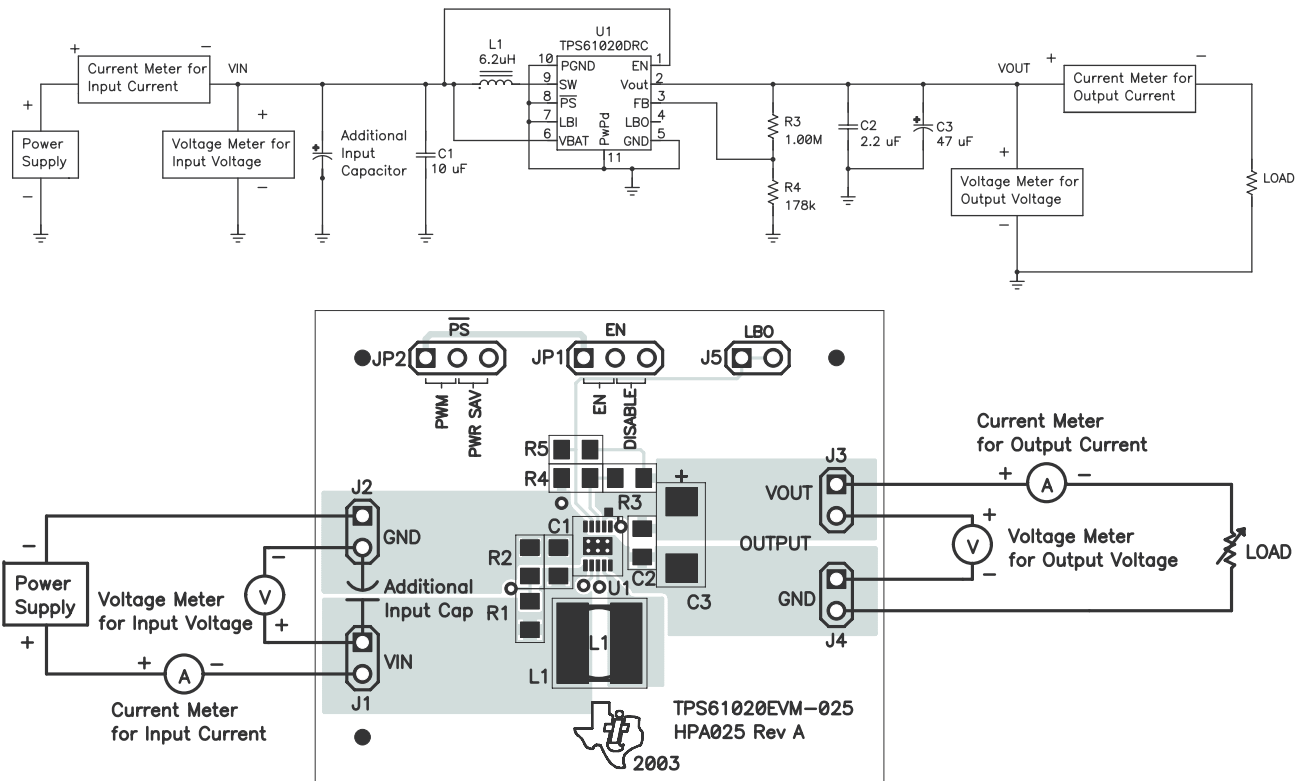 U1
TPS61020DRC
L1
6.2uH
10 PGND EN 1
9 SW Vout 2
8 PS FB 3
7 LBI LBO 4
6 VBAT GND 5
PwPd
11
+ −
Current Meter for
Input Current
VIN
+
Power
Supply
−
+
Voltage Meter for
Input Voltage
−
+
Additional
Input
Capacitor
C1
10 uF
R3
1.00M
R4
178k
C2
2.2 uF
+
C3
47 uF
VOUT
+ −
Current Meter for
Output Current
+
Voltage Meter for
Output Voltage
−
LOAD
PS EN LBO
JP2 JP1 J5
PWM
PWR SAV
EN
DISABLE
R5
R4
R3
+
J2
GND
C1
R2
C2
U1
C3
R1
L1
L1
Additional
Input Cap
VIN
J1
−
Power
Supply
+
−
V
+
Voltage Meter
for Input Voltage
+ A −
Current Meter
for Input Current
J3
VOUT
OUTPUT
GND
J4
Current Meter
for Output Current
+ A −
+
V
−
Voltage Meter
for Output Voltage
LOAD
TPS61020EVM−025
HPA025 Rev A
2003